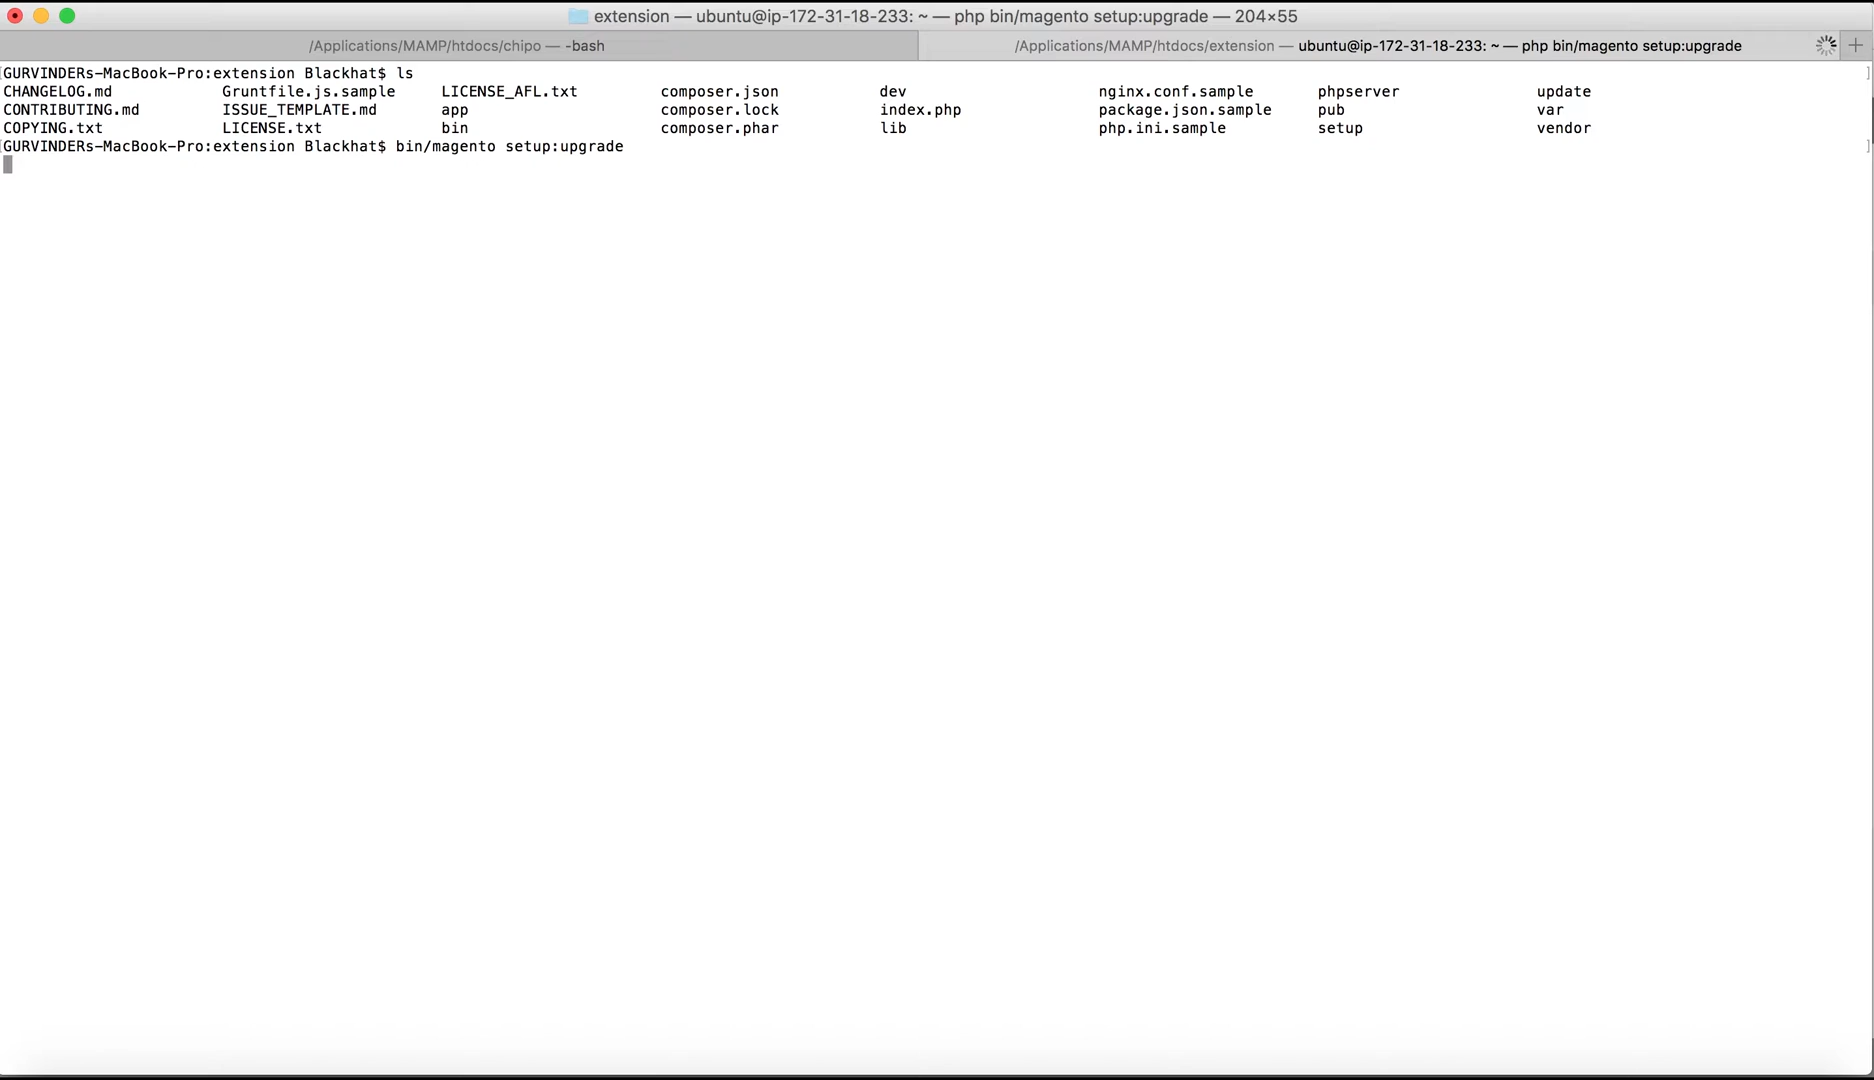 extension — ubuntu@ip-172-31-18-233: ~ — php bin/magento setup:upgrade — 204×55
/Applications/MAMP/htdocs/chipo — -bash /Applications/MAMP/htdocs/extension — ubuntu@ip-172-31-18-233: ~ — php bin/magento setup:upgrade
GURVINDERs-MacBook-Pro:extension Blackhat$ ls
CHANGELOG.md Gruntfile.js.sample LICENSE_AFL.txt composer.json dev nginx.conf.sample phpserver update
CONTRIBUTING.md ISSUE_TEMPLATE.md app composer.lock index.php package.json.sample pub var
COPYING.txt LICENSE.txt bin composer.phar lib php.ini.sample setup vendor
GURVINDERs-MacBook-Pro:extension Blackhat$ bin/magento setup:upgrade